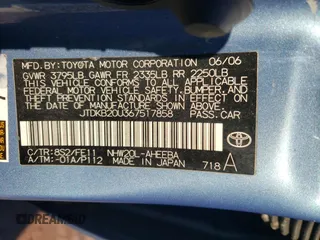 MFD.BY:TOYOTA MOTOR CORPORATION 06/06
GVWR 3795LB GAWR FR 2335LB RR 2250LB
THIS VEHICLE CONFORMS TO ALL APPLICABLE
FEDERAL MOTOR VEHICLE SAFETY,
BUMPER, AND THEFT PREVENTION STANDARDS
IN EFFECT ON THE DATE OF
MANUFACTURE SHOWN ABOVE.
JTDKB20U367517858 PASS.CAR
C/TR:8S2/FE11 NHW20L-AHEEBA
A/TM:-01A/P112 MADE IN JAPAN 718 A